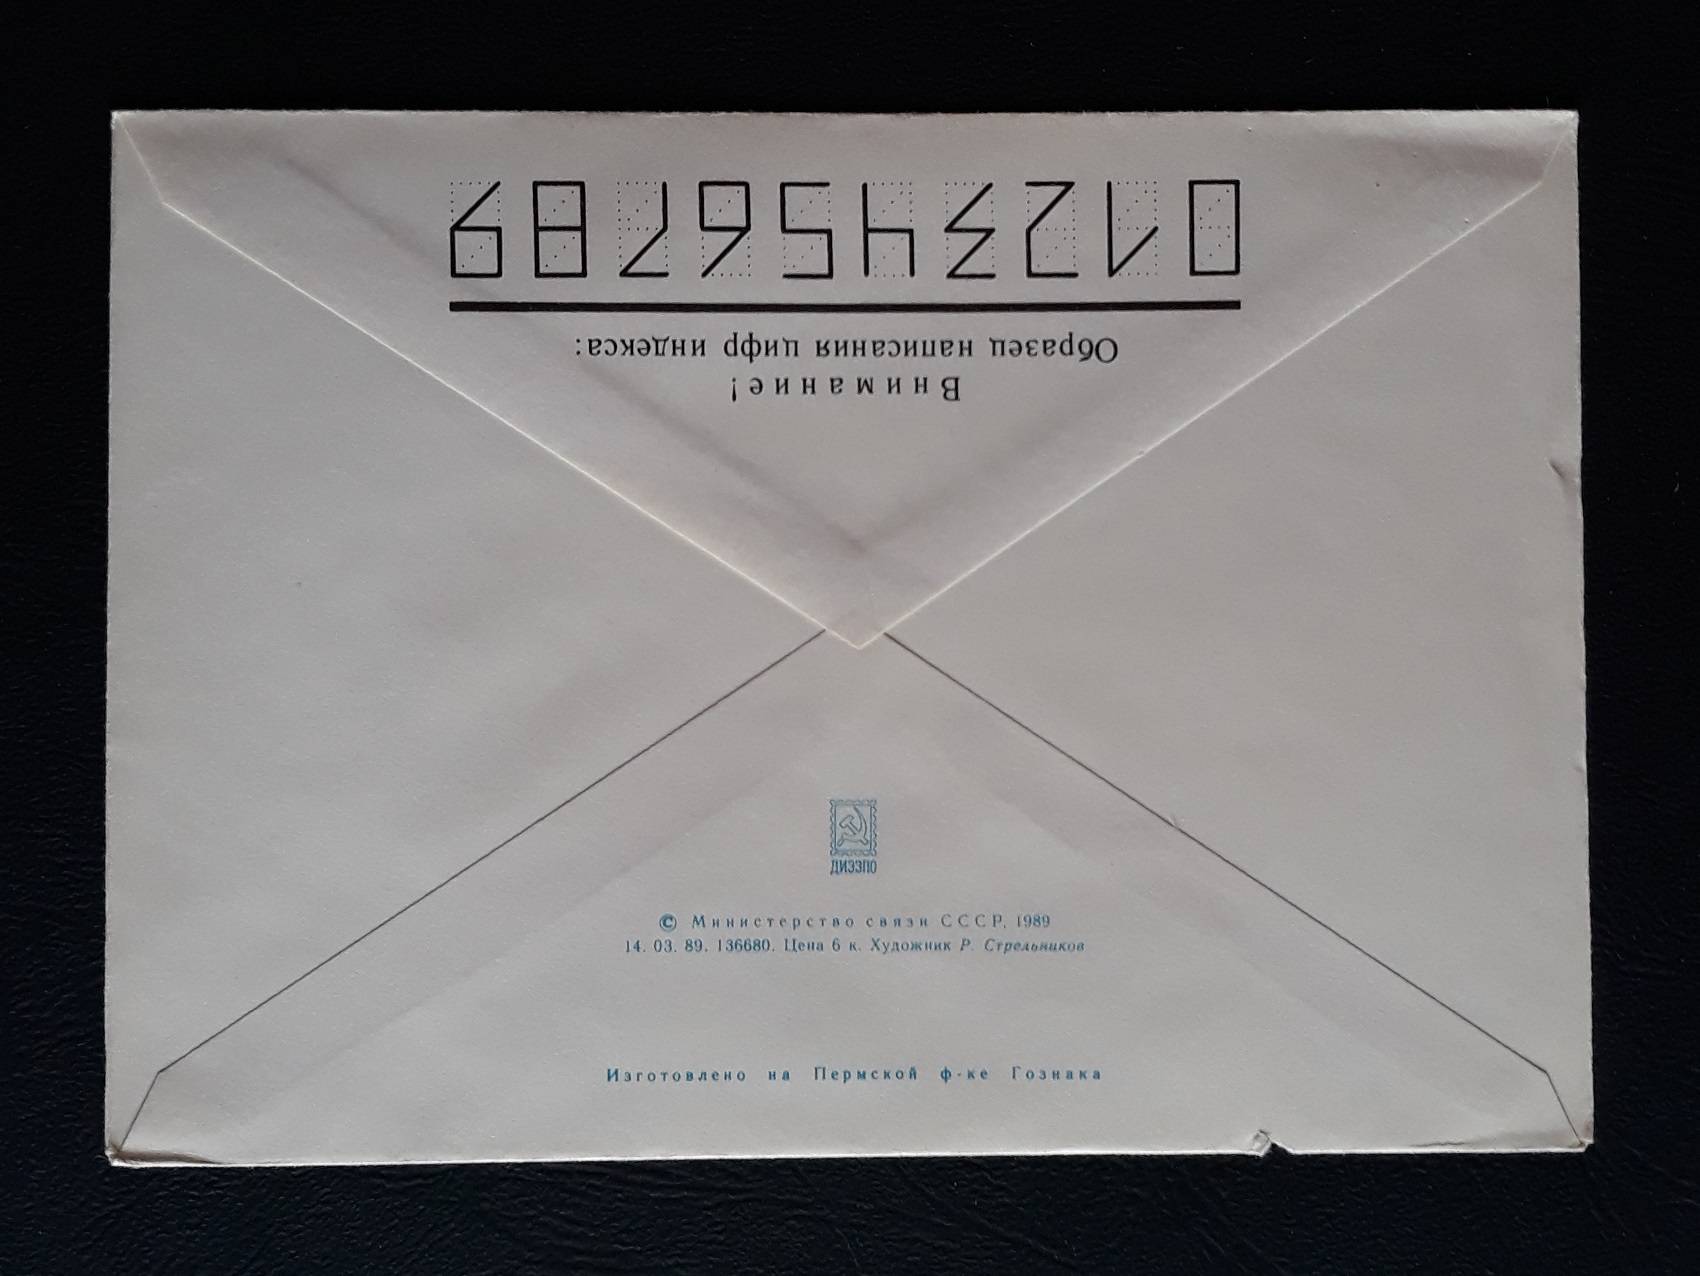 Внимание!
Образец написания цифр индекса:
0123456789
ДИЭЗПО
© Министерство связи СССР, 1989
14. 03. 89. 136680. Цена 6 к. Художник Р. Стрельников
Изготовлено на Пермской ф-ке Гознака